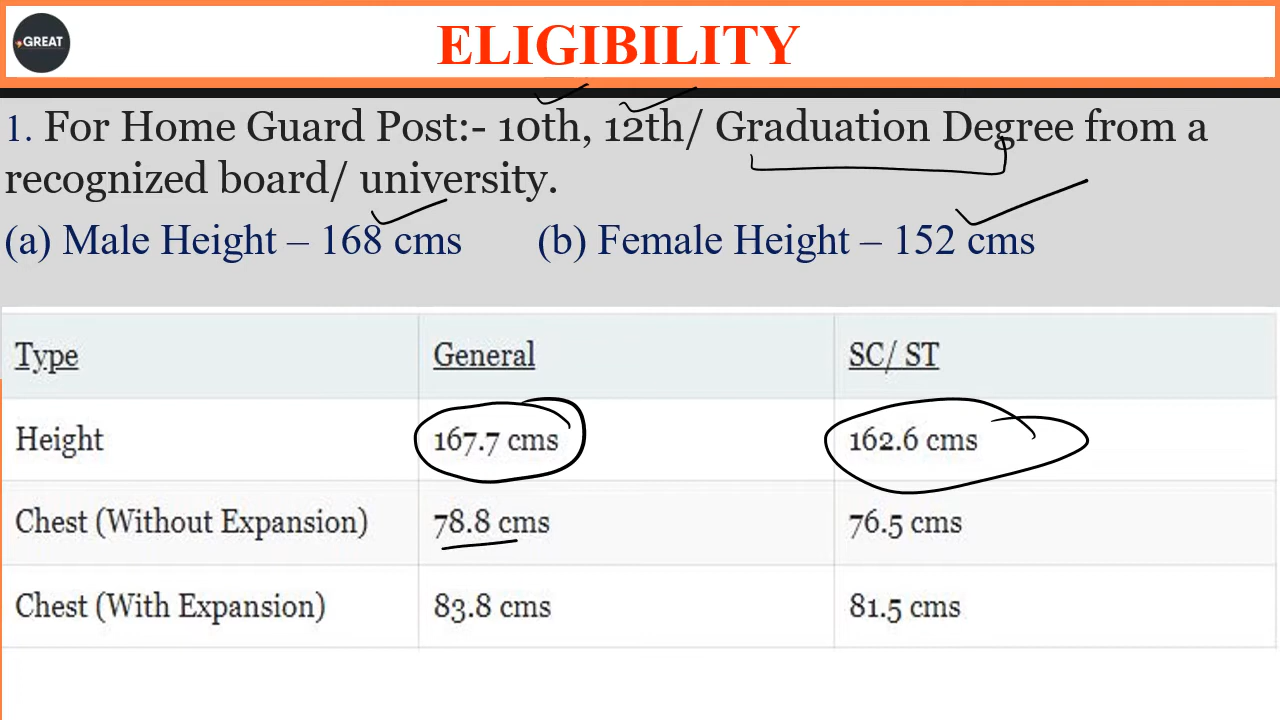 GREAT
ELIGIBILITY
1. For Home Guard Post:- 10th, 12th/ Graduation Degree from a
recognized board/ university.
(a) Male Height – 168 cms (b) Female Height – 152 cms
Type General SC/ ST
Height 167.7 cms 162.6 cms
Chest (Without Expansion) 78.8 cms 76.5 cms
Chest (With Expansion) 83.8 cms 81.5 cms